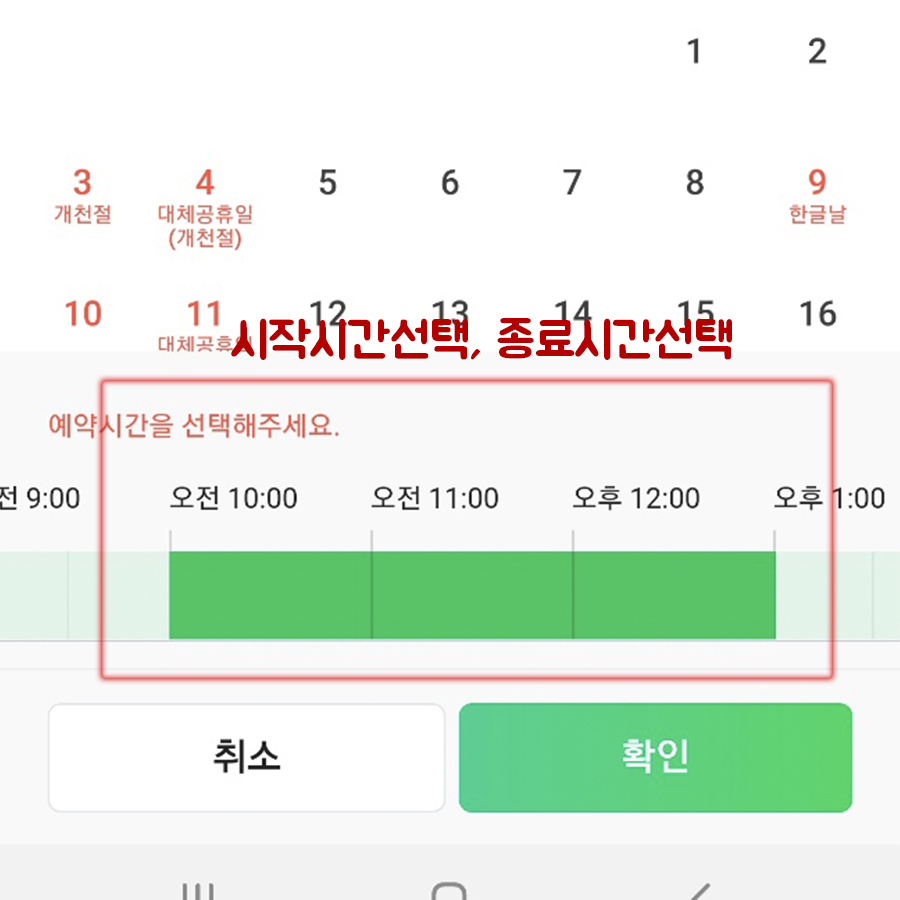 1 2
3 4 5 6 7 8 9
개천절 대체공휴일 한글날
(개천절)
10 11 12 13 14 15 16
대체공휴일
시작시간선택, 종료시간선택
예약시간을 선택해주세요.
전 9:00 오전 10:00 오전 11:00 오후 12:00 오후 1:00
취소 확인